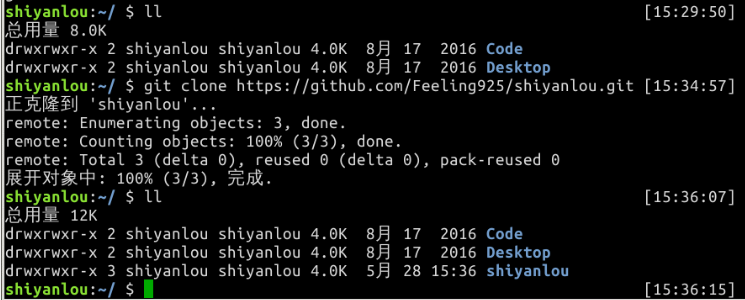 shiyanlou:~/ $ ll [15:29:50]
总用量 8.0K
drwxrwxr-x 2 shiyanlou shiyanlou 4.0K 8月 17 2016 Code
drwxrwxr-x 2 shiyanlou shiyanlou 4.0K 8月 17 2016 Desktop
shiyanlou:~/ $ git clone https://github.com/Feeling925/shiyanlou.git [15:34:57]
正克隆到 'shiyanlou'...
remote: Enumerating objects: 3, done.
remote: Counting objects: 100% (3/3), done.
remote: Total 3 (delta 0), reused 0 (delta 0), pack-reused 0
展开对象中: 100% (3/3), 完成.
shiyanlou:~/ $ ll [15:36:07]
总用量 12K
drwxrwxr-x 2 shiyanlou shiyanlou 4.0K 8月 17 2016 Code
drwxrwxr-x 2 shiyanlou shiyanlou 4.0K 8月 17 2016 Desktop
drwxrwxr-x 3 shiyanlou shiyanlou 4.0K 5月 28 15:36 shiyanlou
shiyanlou:~/ $ [15:36:15]